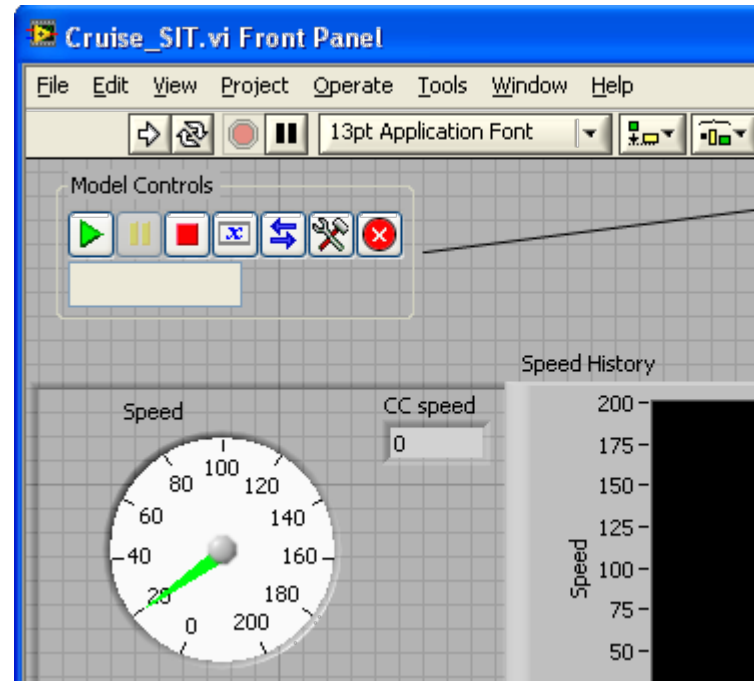 Cruise_SIT.vi Front Panel
File Edit View Project Operate Tools Window Help
13pt Application Font
Model Controls
x
Speed History
Speed
CC speed
0
0
20
40
60
80
100
120
140
160
180
200
Speed
200
175
150
125
100
75
50